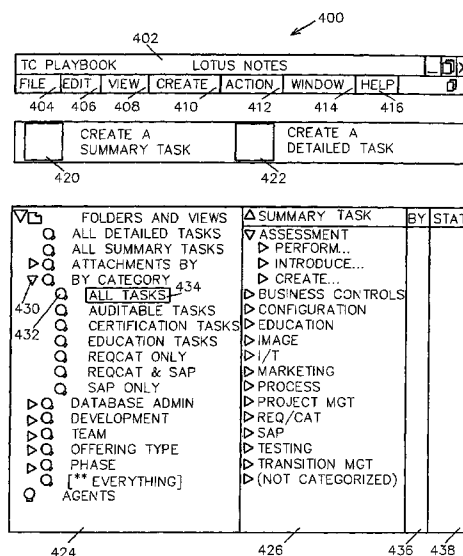 400
402
TC PLAYBOOK LOTUS NOTES
FILE EDIT VIEW CREATE ACTION WINDOW HELP
404 406 408 410 412 414 416
CREATE A SUMMARY TASK
CREATE A DETAILED TASK
420 422
FOLDERS AND VIEWS
ALL DETAILED TASKS
ALL SUMMARY TASKS
ATTACHMENTS BY
430 BY CATEGORY
432 ALL TASKS 434
AUDITABLE TASKS
CERTIFICATION TASKS
EDUCATION TASKS
REQCAT ONLY
REQCAT & SAP
SAP ONLY
DATABASE ADMIN
DEVELOPMENT
TEAM
OFFERING TYPE
PHASE
[** EVERYTHING]
AGENTS
SUMMARY TASK BY STAT
ASSESSMENT
PERFORM...
INTRODUCE...
CREATE...
BUSINESS CONTROLS
CONFIGURATION
EDUCATION
IMAGE
I/T
MARKETING
PROCESS
PROJECT MGT
REQ/CAT
SAP
TESTING
TRANSITION MGT
(NOT CATEGORIZED)
424 426 436 438